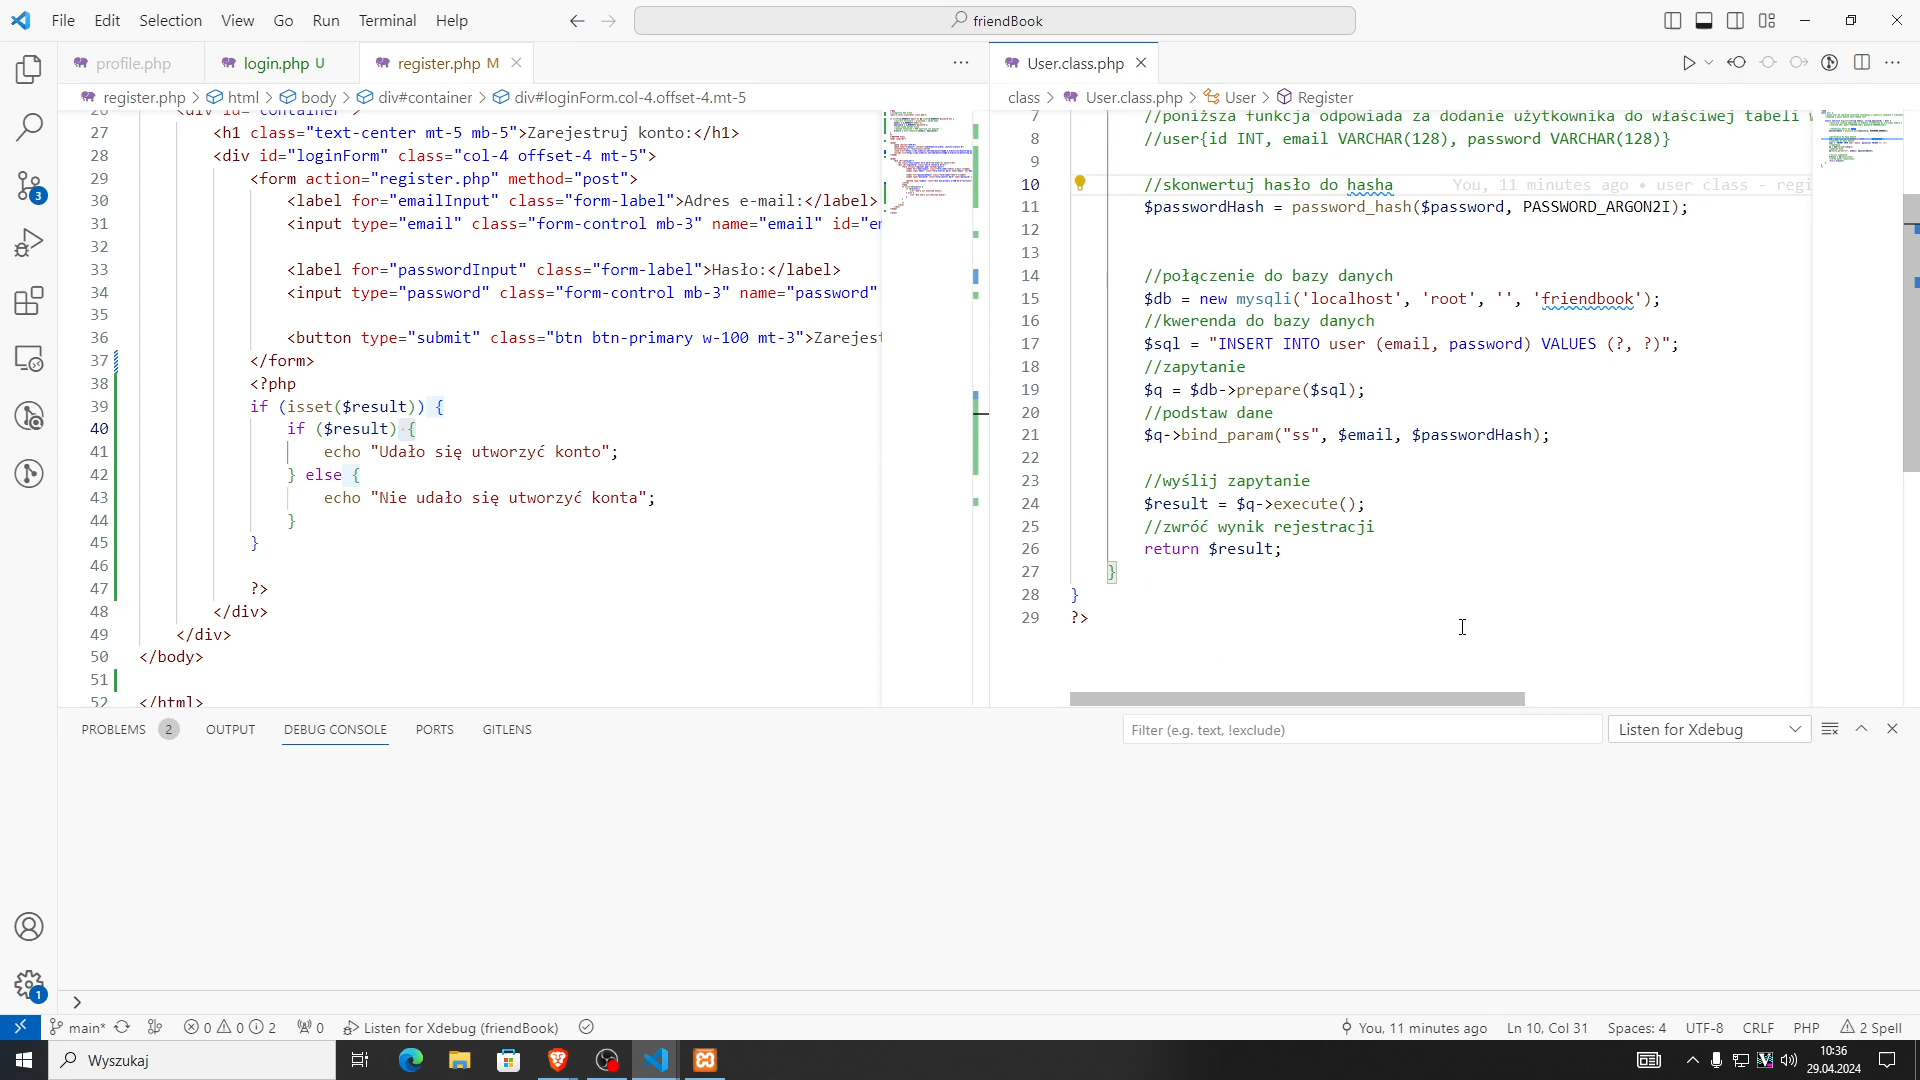 File Edit Selection View Go Run Terminal Help
friendBook
profile.php
login.php U
register.php M
User.class.php
register.php > html > body > div#container > div#loginForm.col-4.offset-4.mt-5
class > User.class.php > User > Register
27 <h1 class="text-center mt-5 mb-5">Zarejestruj konto:</h1>
28 <div id="loginForm" class="col-4 offset-4 mt-5">
29 <form action="register.php" method="post">
30 <label for="emailInput" class="form-label">Adres e-mail:</label>
31 <input type="email" class="form-control mb-3" name="email" id="em
32
33 <label for="passwordInput" class="form-label">Hasło:</label>
34 <input type="password" class="form-control mb-3" name="password"
35
36 <button type="submit" class="btn btn-primary w-100 mt-3">Zarejest
37 </form>
38 <?php
39 if (isset($result)) {
40 if ($result) {
41 echo "Udało się utworzyć konto";
42 } else {
43 echo "Nie udało się utworzyć konta";
44 }
45 }
46
47 ?>
48 </div>
49 </div>
50 </body>
51
52 </html>
7 //poniższa funkcja odpowiada za dodanie użytkownika do właściwej tabeli w
8 //user{id INT, email VARCHAR(128), password VARCHAR(128)}
9
10 //skonwertuj hasło do hasha You, 11 minutes ago • user class - regi
11 $passwordHash = password_hash($password, PASSWORD_ARGON2I);
12
13
14 //połączenie do bazy danych
15 $db = new mysqli('localhost', 'root', '', 'friendbook');
16 //kwerenda do bazy danych
17 $sql = "INSERT INTO user (email, password) VALUES (?, ?)";
18 //zapytanie
19 $q = $db->prepare($sql);
20 //podstaw dane
21 $q->bind_param("ss", $email, $passwordHash);
22
23 //wyślij zapytanie
24 $result = $q->execute();
25 //zwróć wynik rejestracji
26 return $result;
27 }
28 }
29 ?>
PROBLEMS 2 OUTPUT DEBUG CONSOLE PORTS GITLENS
Filter (e.g. text, !exclude)
Listen for Xdebug
3
1
main* 0 0 2 0 Listen for Xdebug (friendBook)
You, 11 minutes ago Ln 10, Col 31 Spaces: 4 UTF-8 CRLF PHP 2 Spell
Wyszukaj
10:36
29.04.2024